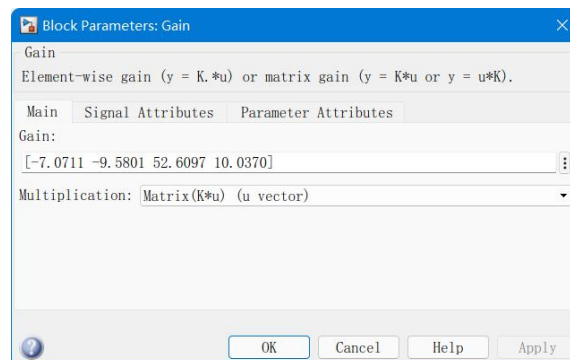 Block Parameters: Gain
Gain
Element-wise gain (y = K.*u) or matrix gain (y = K*u or y = u*K).
Main Signal Attributes Parameter Attributes
Gain:
[-7.0711 -9.5801 52.6097 10.0370]
Multiplication: Matrix(K*u) (u vector)
OK Cancel Help Apply